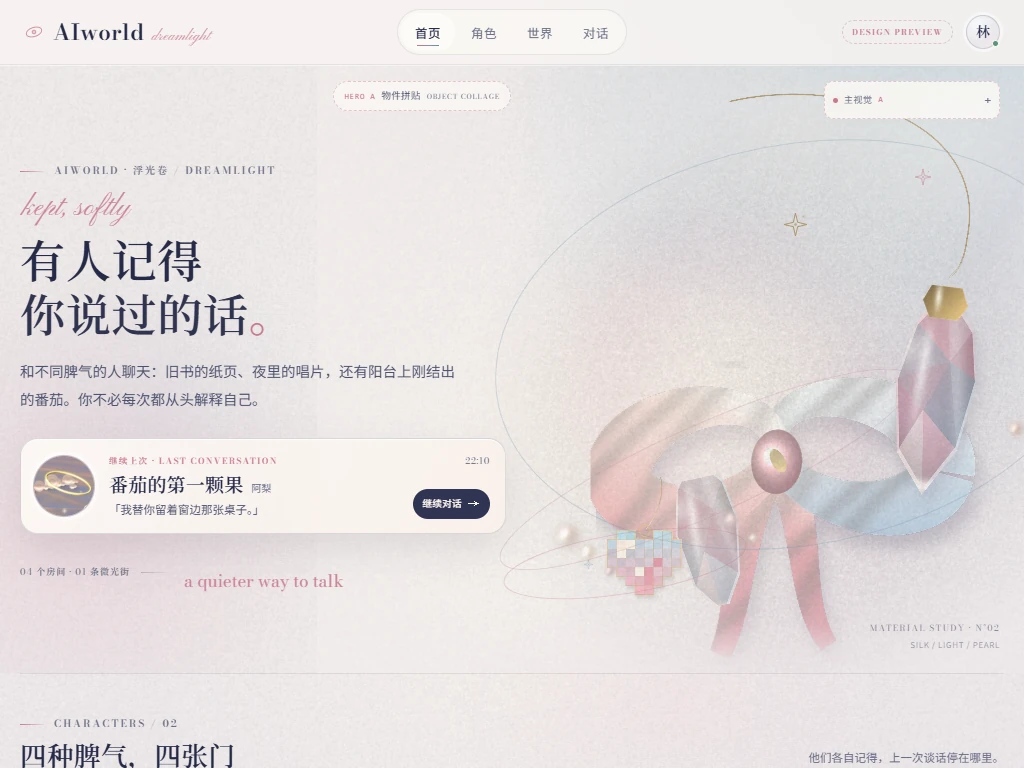 AIworld dreamlight
首页 角色 世界 对话
DESIGN PREVIEW
林
HERO A 物件拼贴 OBJECT COLLAGE
主视觉 A +
AIWORLD · 浮光卷 / DREAMLIGHT
kept, softly
有人记得
你说过的话。
和不同脾气的人聊天：旧书的纸页、夜里的唱片，还有阳台上刚结出
的番茄。你不必每次都从头解释自己。
继续上次 · LAST CONVERSATION
22:10
番茄的第一颗果 阿梨
「我替你留着窗边那张桌子。」
继续对话 →
04 个房间 · 01 条微光街
a quieter way to talk
MATERIAL STUDY · N°02
SILK / LIGHT / PEARL
CHARACTERS / 02
四种脾气，四张门
他们各自记得，上一次谈话停在哪里。